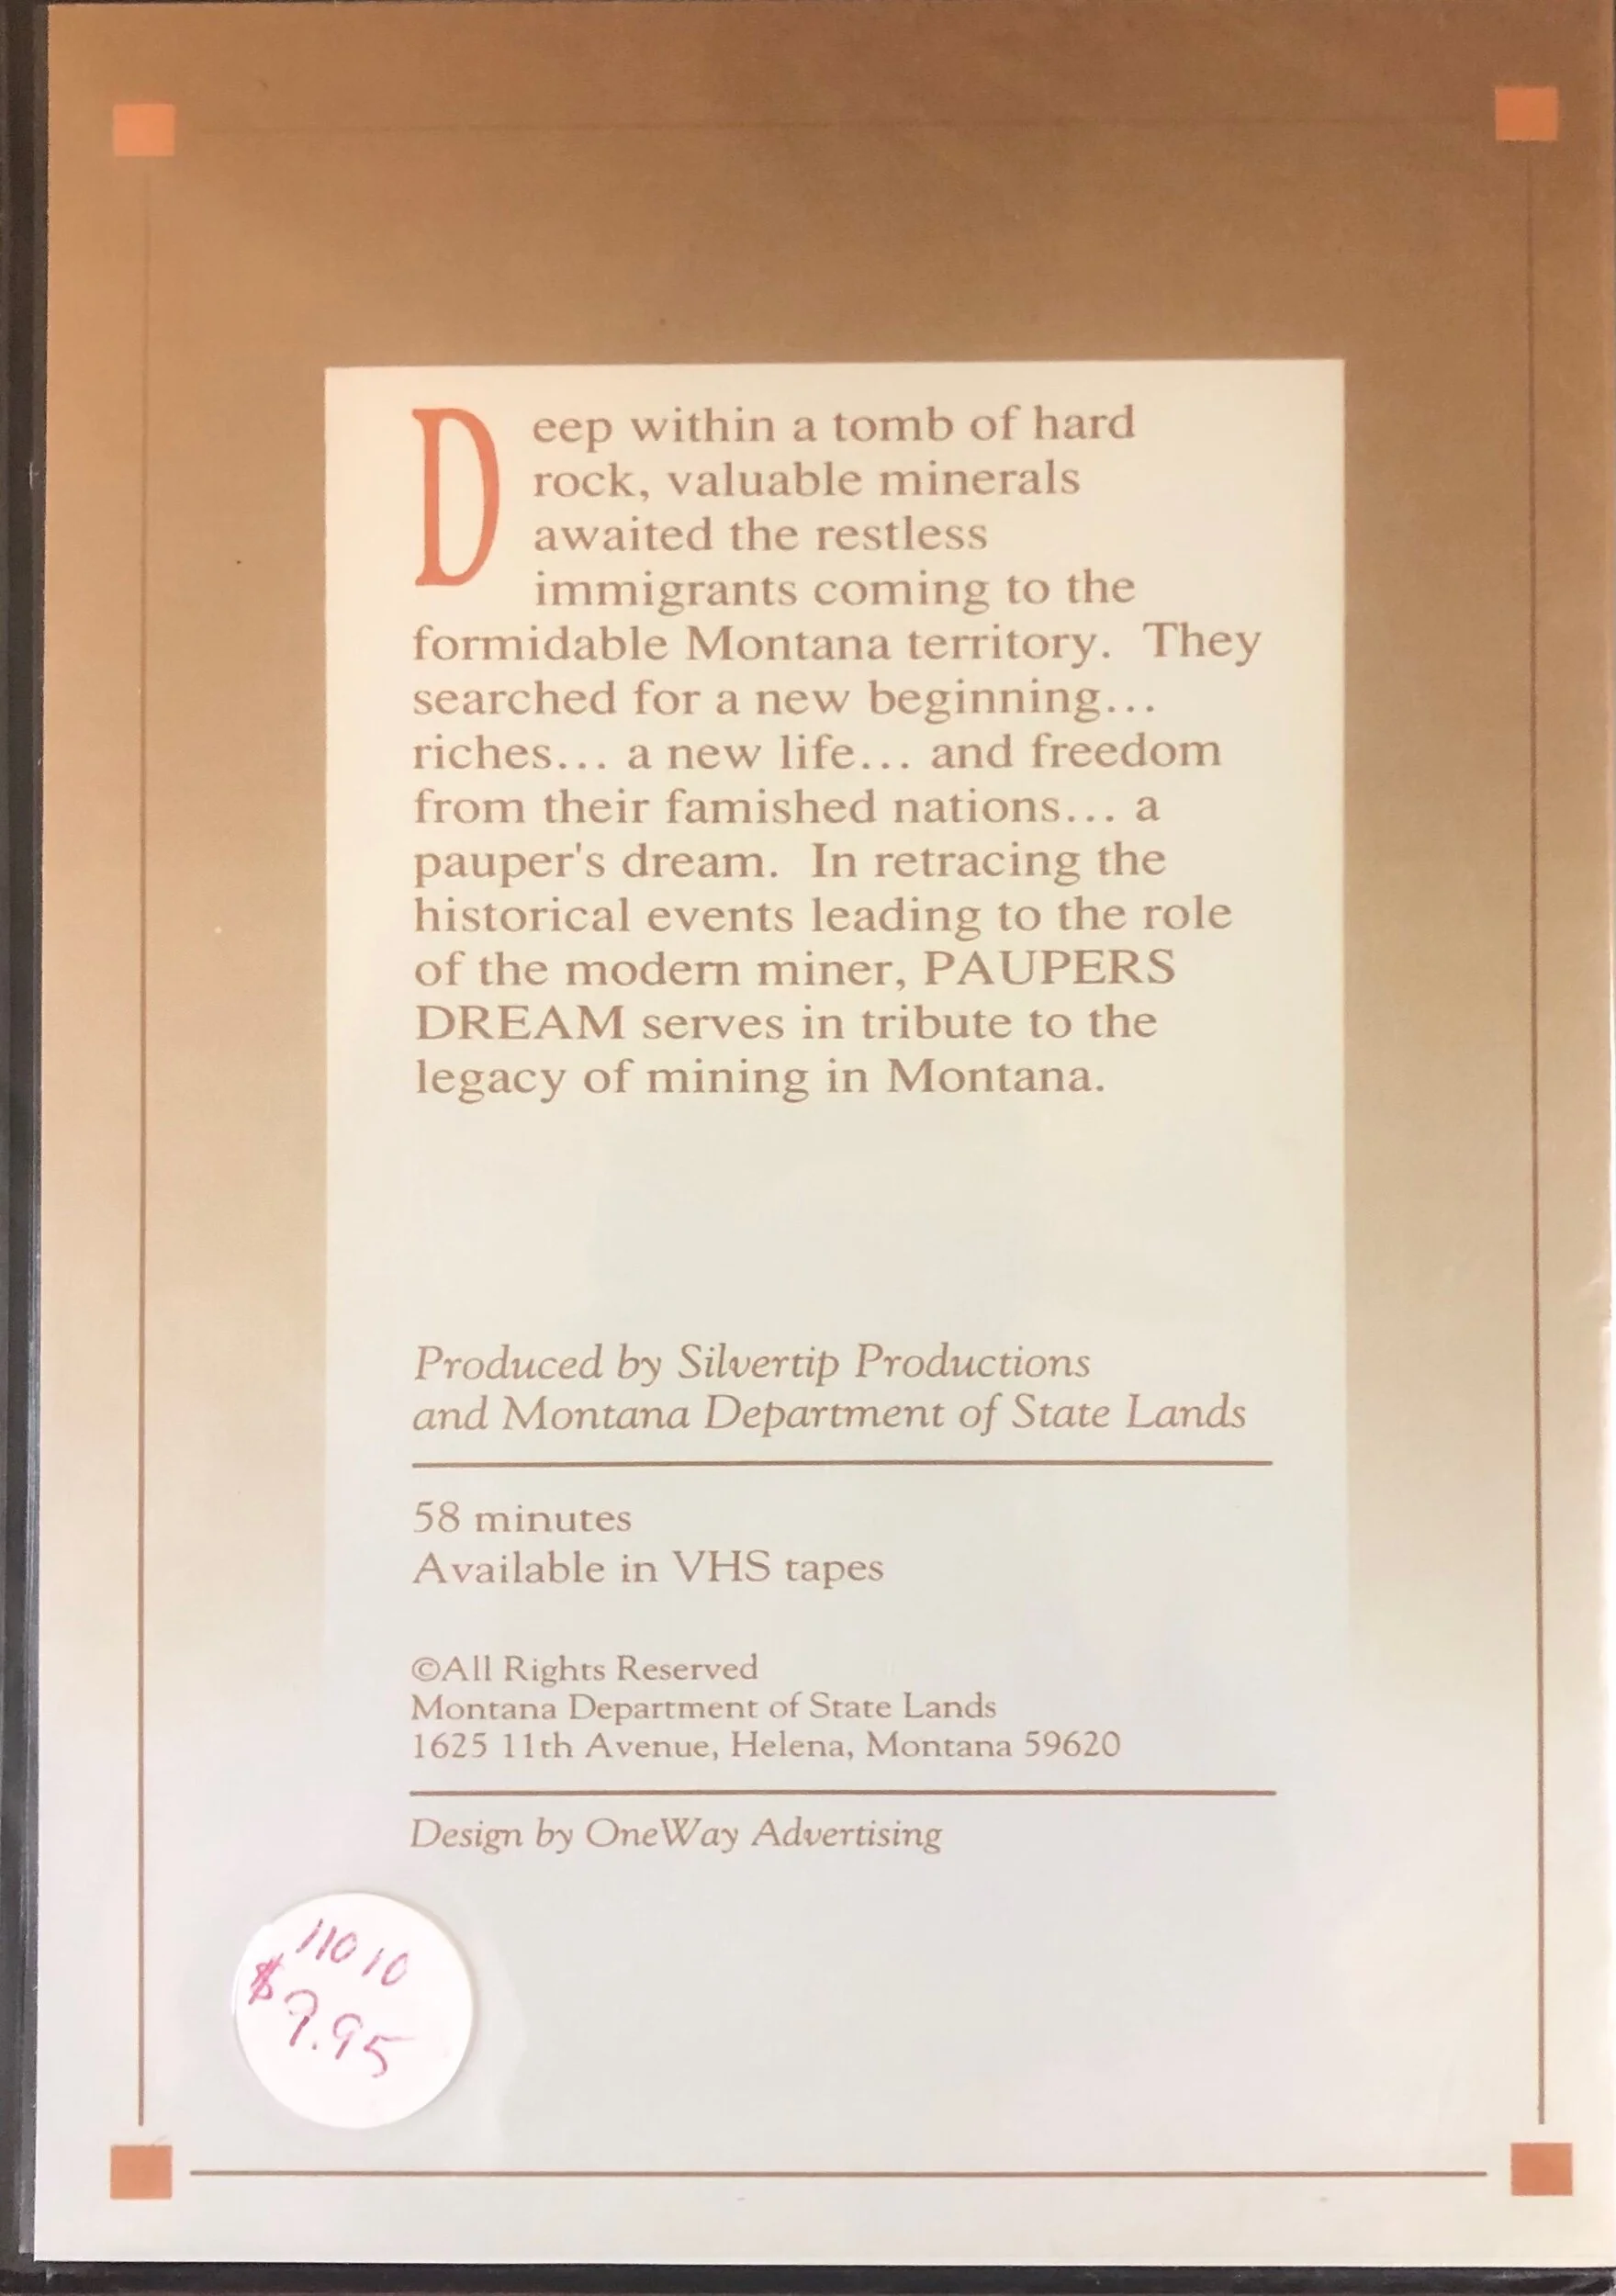 Deep within a tomb of hard
rock, valuable minerals
awaited the restless
immigrants coming to the
formidable Montana territory. They
searched for a new beginning...
riches... a new life... and freedom
from their famished nations... a
pauper's dream. In retracing the
historical events leading to the role
of the modern miner, PAUPERS
DREAM serves in tribute to the
legacy of mining in Montana.
Produced by Silvertip Productions
and Montana Department of State Lands
58 minutes
Available in VHS tapes
©All Rights Reserved
Montana Department of State Lands
1625 11th Avenue, Helena, Montana 59620
Design by OneWay Advertising
11010
$9.95